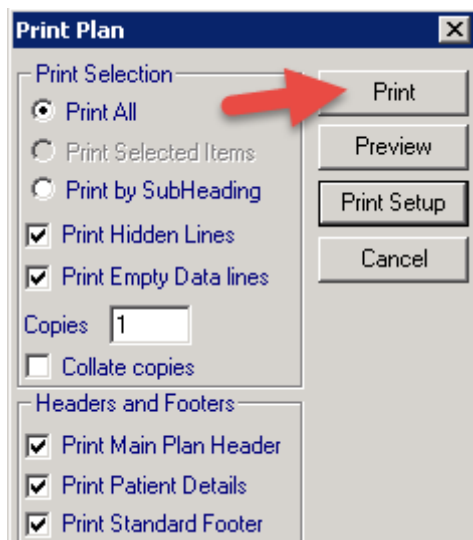 Print Plan
Print Selection
Print All
Print Selected Items
Print by SubHeading
Print Hidden Lines
Print Empty Data lines
Copies 1
Collate copies
Headers and Footers
Print Main Plan Header
Print Patient Details
Print Standard Footer
Print
Preview
Print Setup
Cancel